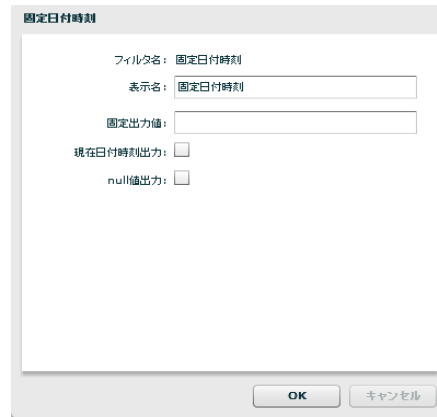 固定日付時刻
フィルタ名: 固定日付時刻
表示名: 固定日付時刻
固定出力値:
現在日付時刻出力:
null値出力:
OK キャンセル